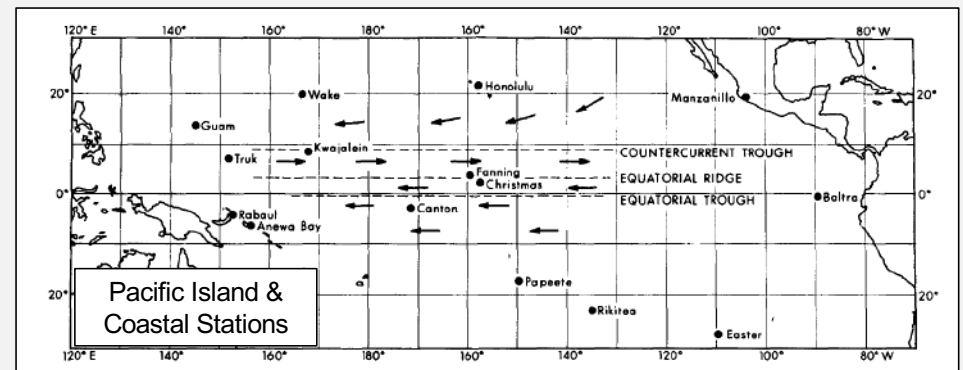 120° E 140° 160° 180° 160° 140° 120° 100° 80° W
20° Wake Honolulu Manzanillo 20°
Guam
Kwajalein COUNTERCURRENT TROUGH
Truk
Fanning EQUATORIAL RIDGE
Christmas
0° EQUATORIAL TROUGH Baltra 0°
Rabaul Canton
Anewa Bay
Pacific Island &
Coastal Stations
Papeete
20° Rikitea 20°
Easter
120° E 140° 160° 180° 160° 140° 120° 100° 80° W